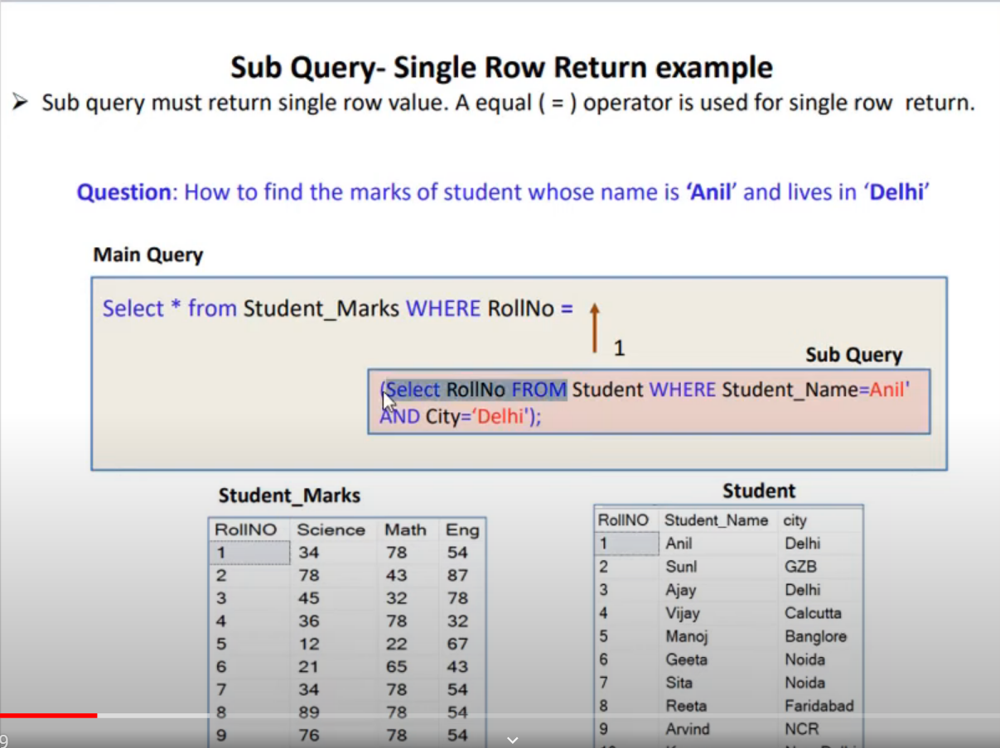 Sub Query- Single Row Return example
➢ Sub query must return single row value. A equal ( = ) operator is used for single row return.
Question: How to find the marks of student whose name is ‘Anil’ and lives in ‘Delhi’
Main Query
Select * from Student_Marks WHERE RollNo =
1
Sub Query
(Select RollNo FROM Student WHERE Student_Name=Anil'
AND City=‘Delhi');
Student_Marks
RollNO Science Math Eng
1 34 78 54
2 78 43 87
3 45 32 78
4 36 78 32
5 12 22 67
6 21 65 43
7 34 78 54
8 89 78 54
9 76 78 54
Student
RollNO Student_Name city
1 Anil Delhi
2 Sunl GZB
3 Ajay Delhi
4 Vijay Calcutta
5 Manoj Banglore
6 Geeta Noida
7 Sita Noida
8 Reeta Faridabad
9 Arvind NCR
9